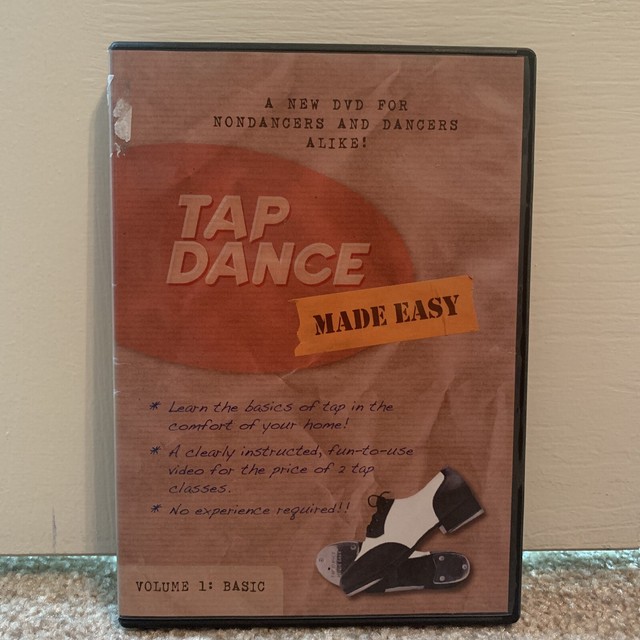 A NEW DVD FOR
NONDANCERS AND DANCERS
ALIKE!
TAP
DANCE
MADE EASY
* Learn the basics of tap in the
comfort of your home!
* A clearly instructed, fun-to-use
video for the price of 2 tap
classes.
* No experience required!!
VOLUME 1: BASIC